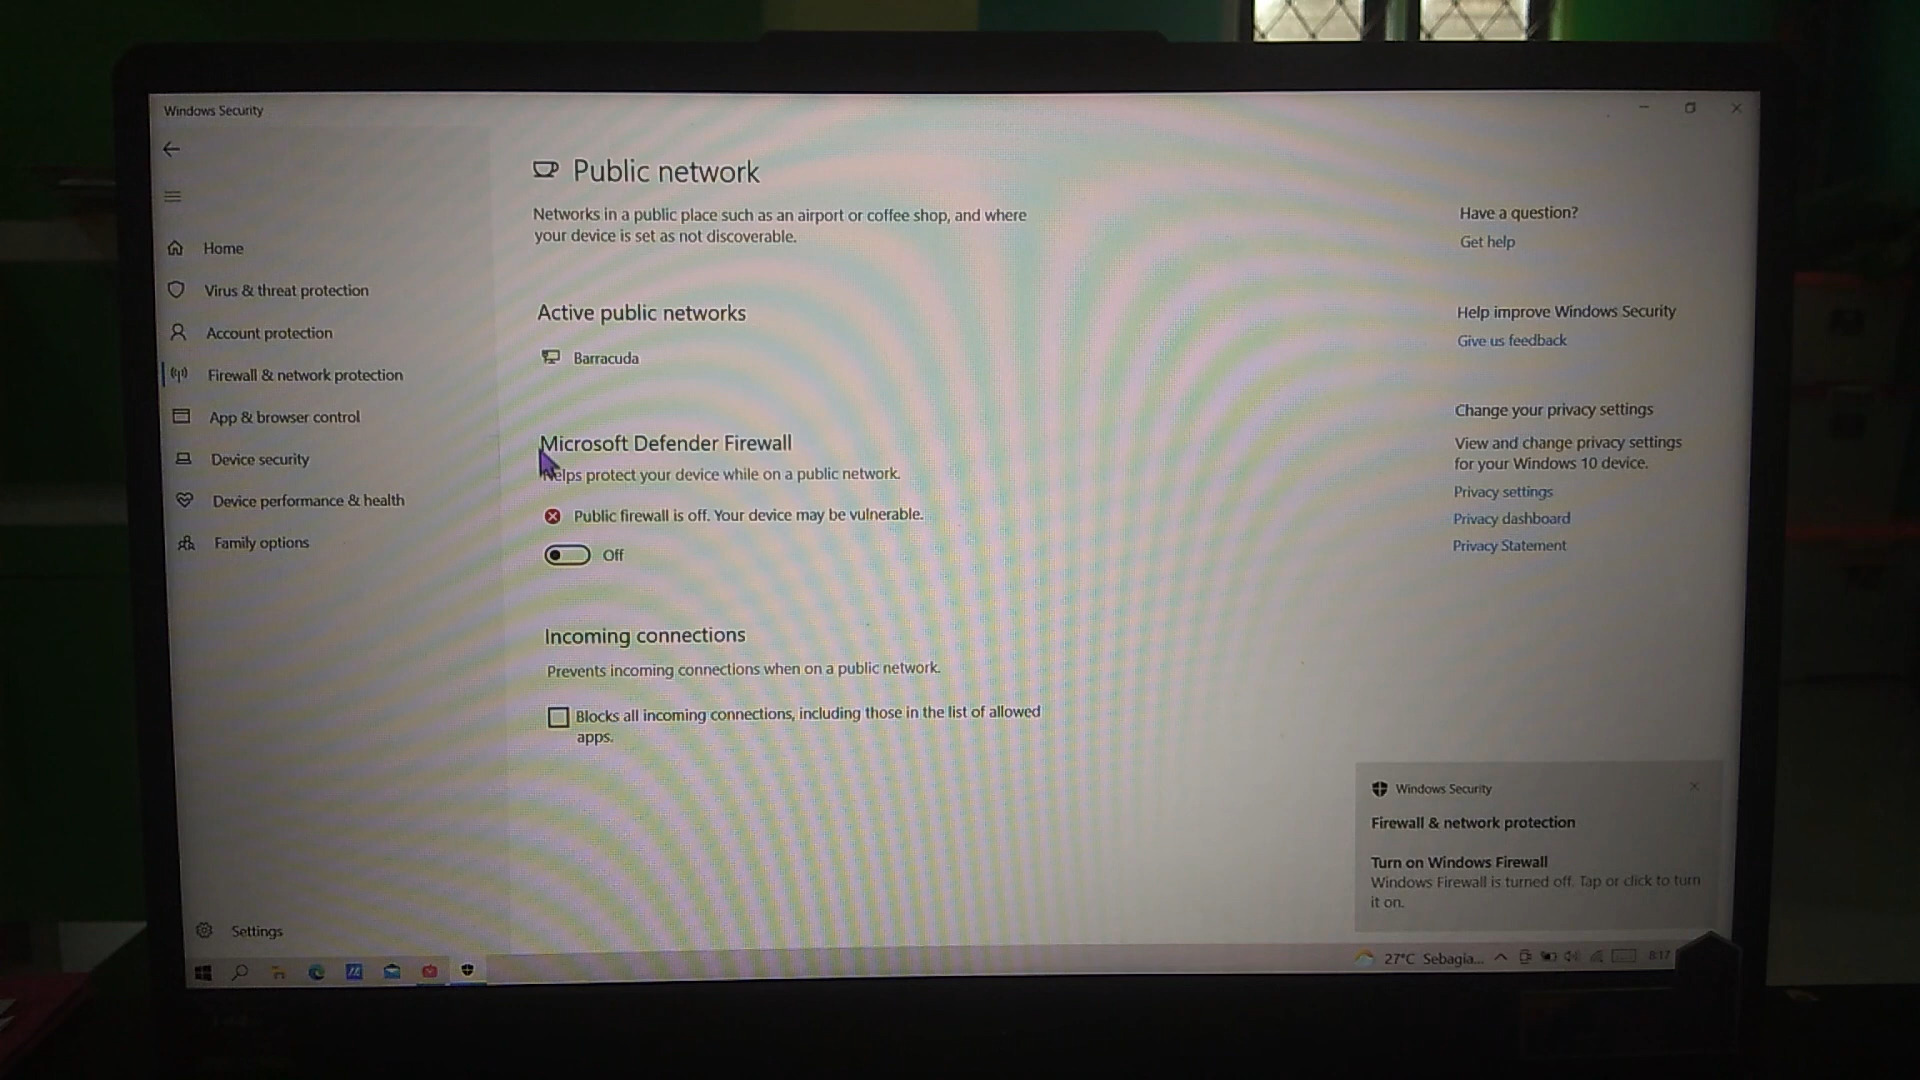 Windows Security
Public network
Networks in a public place such as an airport or coffee shop, and where
your device is set as not discoverable.
Home
Virus & threat protection
Account protection
Firewall & network protection
App & browser control
Device security
Device performance & health
Family options
Settings
Active public networks
Barracuda
Microsoft Defender Firewall
Helps protect your device while on a public network.
Public firewall is off. Your device may be vulnerable.
Off
Incoming connections
Prevents incoming connections when on a public network.
Blocks all incoming connections, including those in the list of allowed
apps.
Have a question?
Get help
Help improve Windows Security
Give us feedback
Change your privacy settings
View and change privacy settings
for your Windows 10 device.
Privacy settings
Privacy dashboard
Privacy Statement
Windows Security
Firewall & network protection
Turn on Windows Firewall
Windows Firewall is turned off. Tap or click to turn
it on.
27°C Sebagia...
8:17